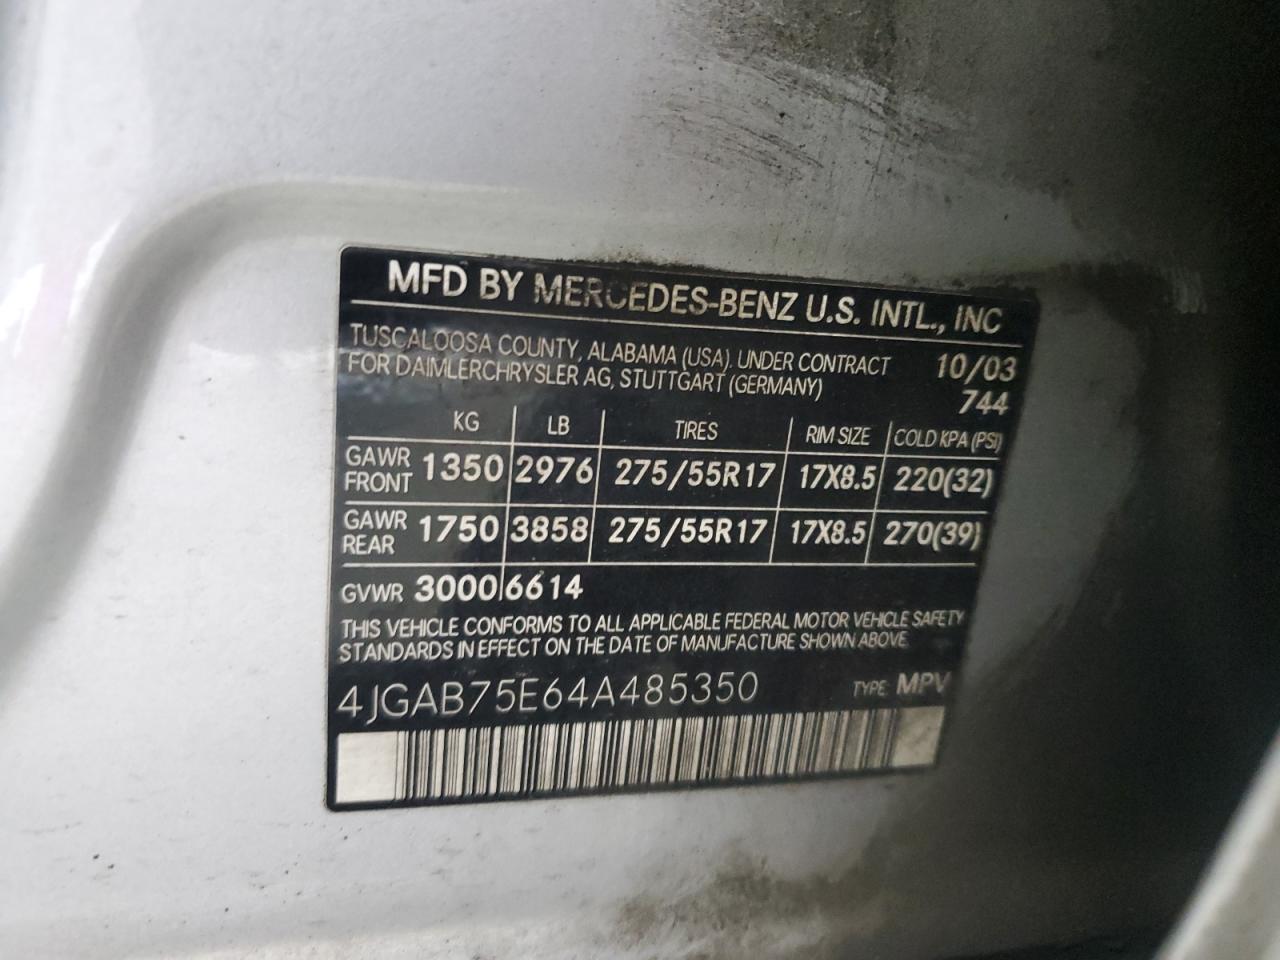 MFD BY MERCEDES-BENZ U.S. INTL., INC
TUSCALOOSA COUNTY, ALABAMA (USA). UNDER CONTRACT 10/03
FOR DAIMLERCHRYSLER AG, STUTTGART (GERMANY) 744
KG LB TIRES RIM SIZE COLD KPA (PSI)
GAWR FRONT 1350 2976 275/55R17 17X8.5 220(32)
GAWR REAR 1750 3858 275/55R17 17X8.5 270(39)
GVWR 3000 6614
THIS VEHICLE CONFORMS TO ALL APPLICABLE FEDERAL MOTOR VEHICLE SAFETY
STANDARDS IN EFFECT ON THE DATE OF MANUFACTURE SHOWN ABOVE
4JGAB75E64A485350 TYPE: MPV